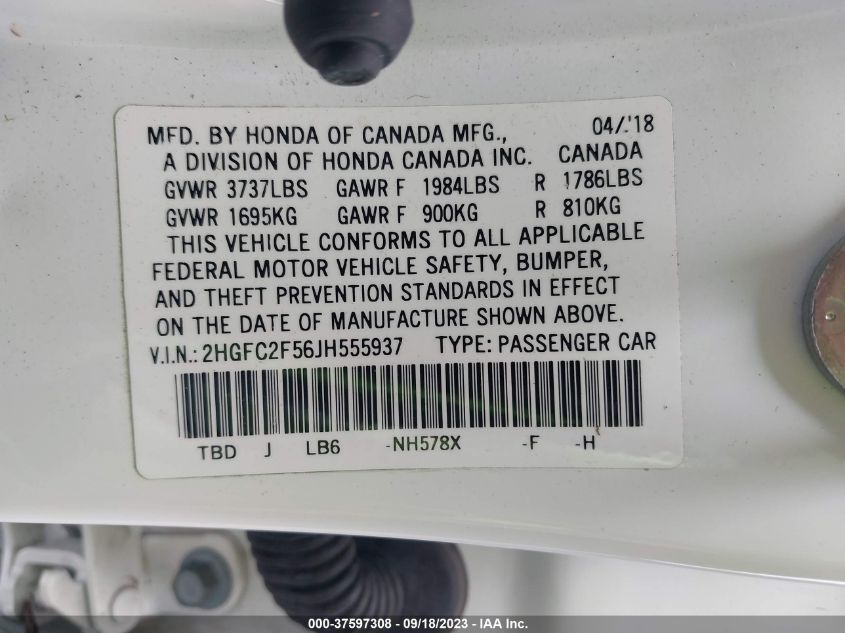 MFD. BY HONDA OF CANADA MFG., 04/'18
A DIVISION OF HONDA CANADA INC. CANADA
GVWR 3737LBS GAWR F 1984LBS R 1786LBS
GVWR 1695KG GAWR F 900KG R 810KG
THIS VEHICLE CONFORMS TO ALL APPLICABLE
FEDERAL MOTOR VEHICLE SAFETY, BUMPER,
AND THEFT PREVENTION STANDARDS IN EFFECT
ON THE DATE OF MANUFACTURE SHOWN ABOVE.
V.I.N.: 2HGFC2F56JH555937 TYPE: PASSENGER CAR
TBD J LB6 -NH578X -F -H
000-37597308 - 09/18/2023 - IAA Inc.